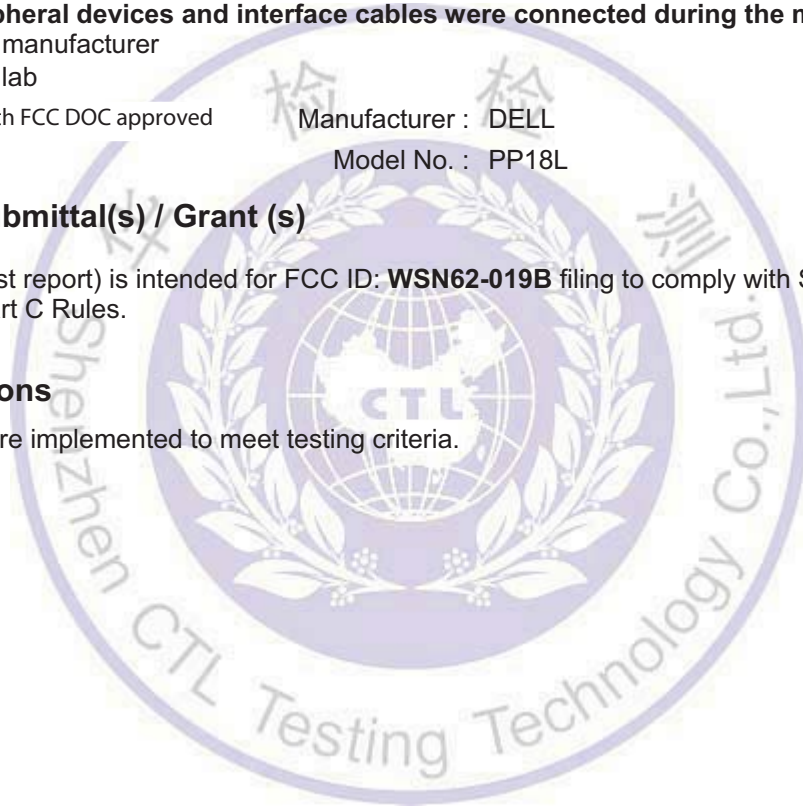 pheral devices and interface cables were connected during the m
manufacturer
lab
th FCC DOC approved
Manufacturer : DELL
Model No. : PP18L
bmittal(s) / Grant (s)
st report) is intended for FCC ID: WSN62-019B filing to comply with S
rt C Rules.
ons
re implemented to meet testing criteria.
检 检
测
CTL
Shenzhen CTL Testing Technology Co., Ltd.